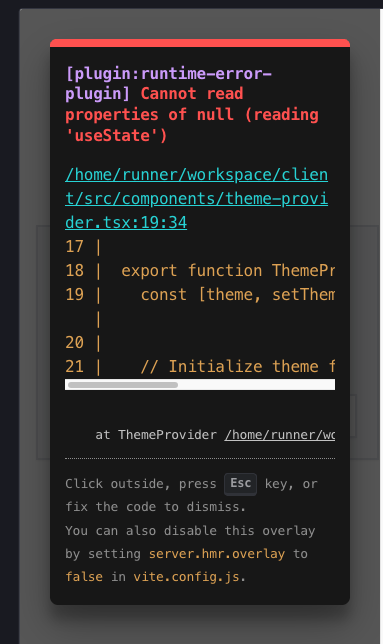 [plugin:runtime-error-
plugin] Cannot read
properties of null (reading
'useState')
/home/runner/workspace/clien
t/src/components/theme-provi
der.tsx:19:34
17 |
18 |  export function ThemePr
19 |    const [theme, setThem
|
20 |
21 |    // Initialize theme f
at ThemeProvider /home/runner/wo
Click outside, press Esc key, or
fix the code to dismiss.
You can also disable this overlay
by setting server.hmr.overlay to
false in vite.config.js.